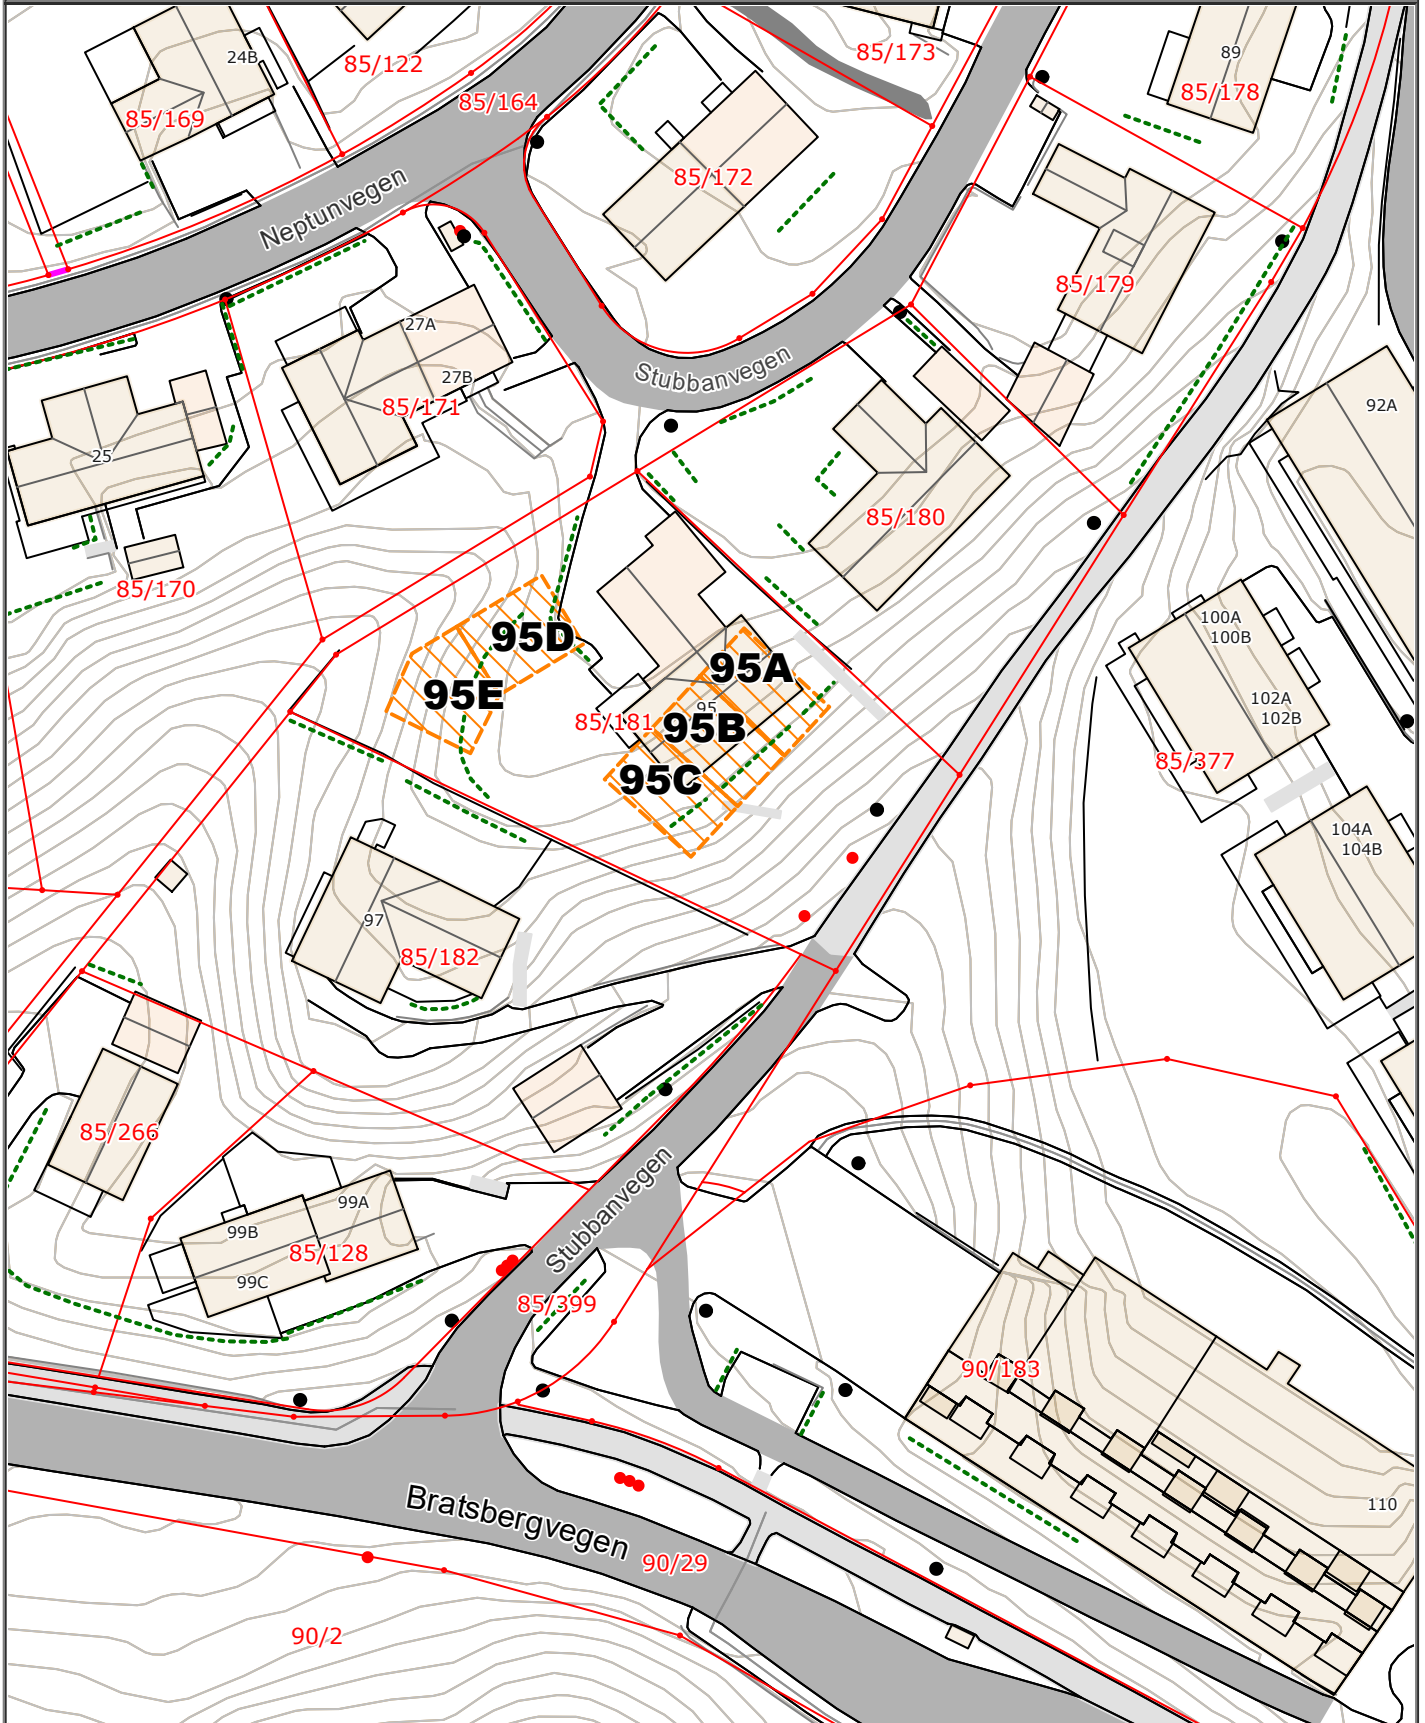 24B
85/122
85/173
89
85/178
85/169
85/164
85/172
Neptunvegen
85/179
27A
Stubbanvegen
27B
85/171
92A
25
85/180
85/170
100A
100B
95D
95A
95E
95
85/181
95B
102A
102B
85/377
95C
104A
104B
97
85/182
85/266
99A
99B
85/128
99C
Stubbanvegen
85/399
90/183
110
Bratsbergvegen
90/29
90/2